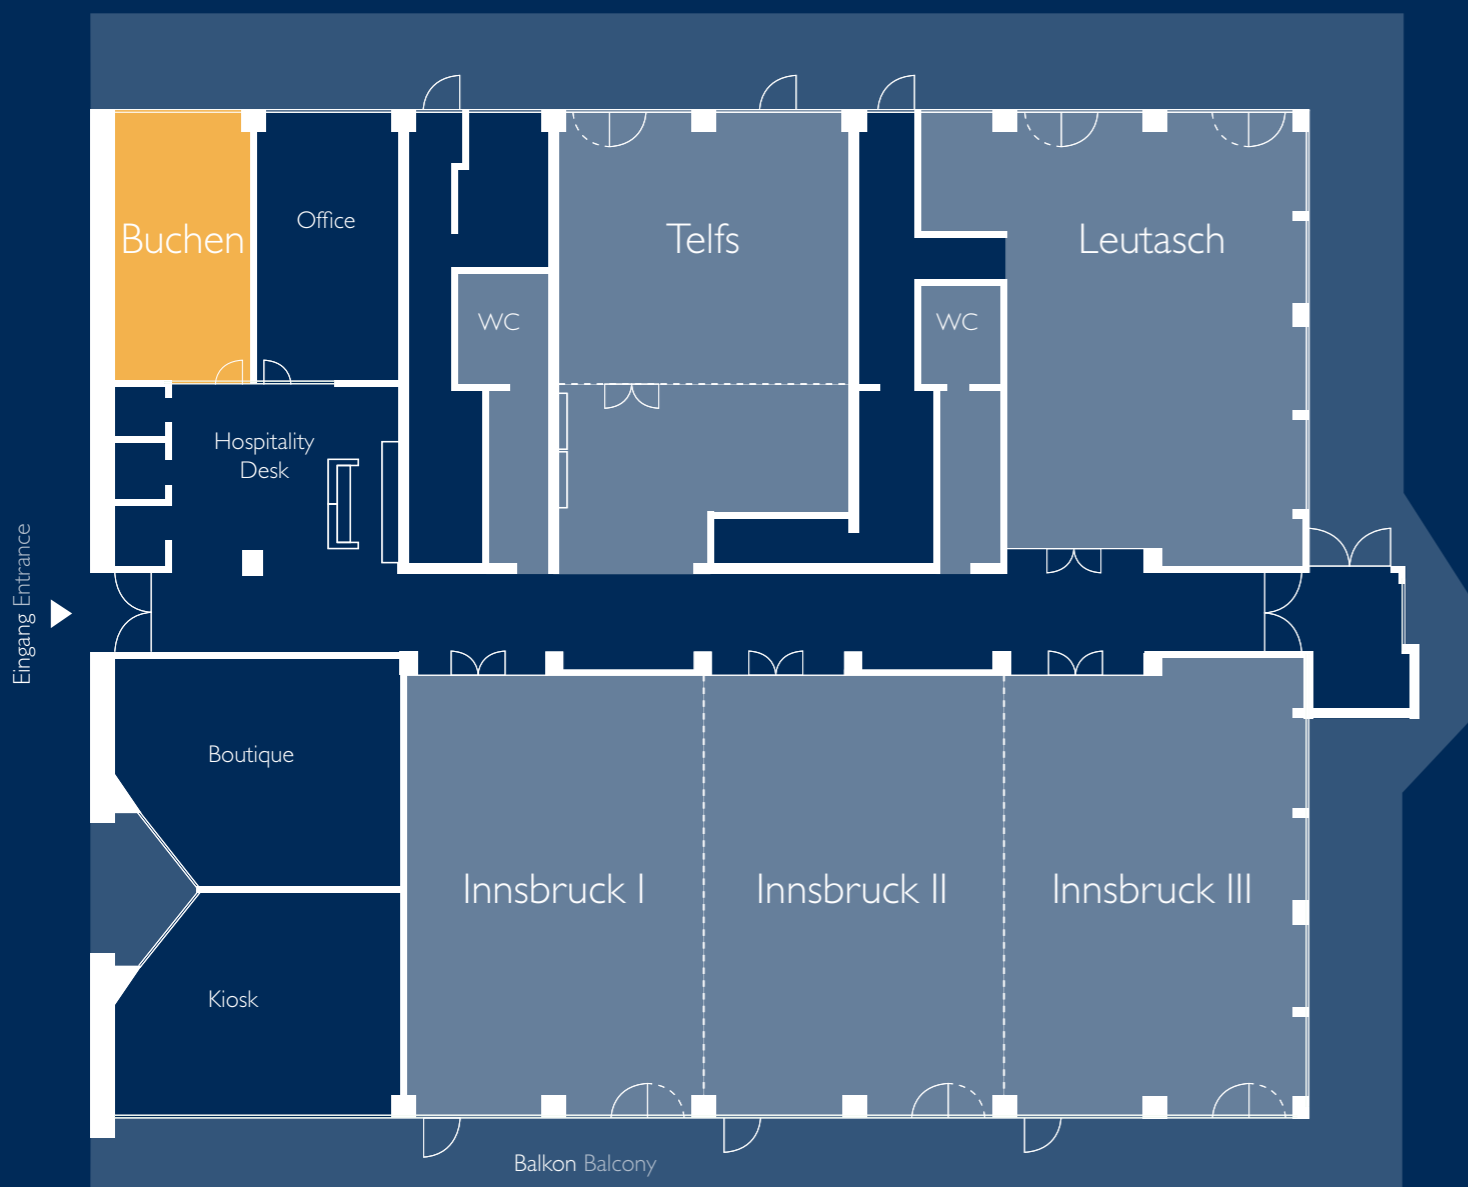 Buchen
Office
Telfs
Leutasch
WC
WC
Hospitality
Desk
Eingang Entrance
Boutique
Innsbruck I
Innsbruck II
Innsbruck III
Kiosk
Balkon Balcony